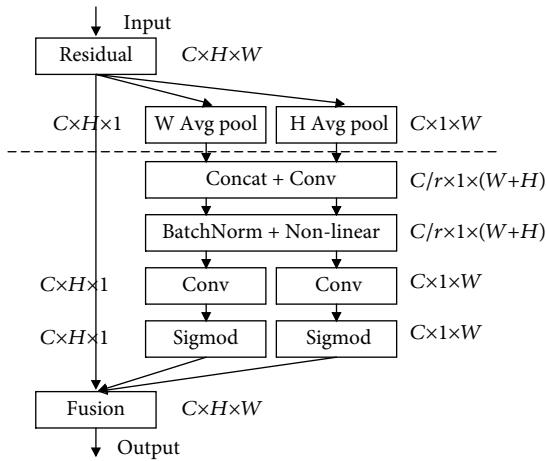 Input
Residual C×H×W
C×H×1 W Avg pool H Avg pool C×1×W
Concat + Conv C/r×1×(W+H)
BatchNorm + Non-linear C/r×1×(W+H)
C×H×1 Conv Conv C×1×W
C×H×1 Sigmod Sigmod C×1×W
Fusion C×H×W
Output